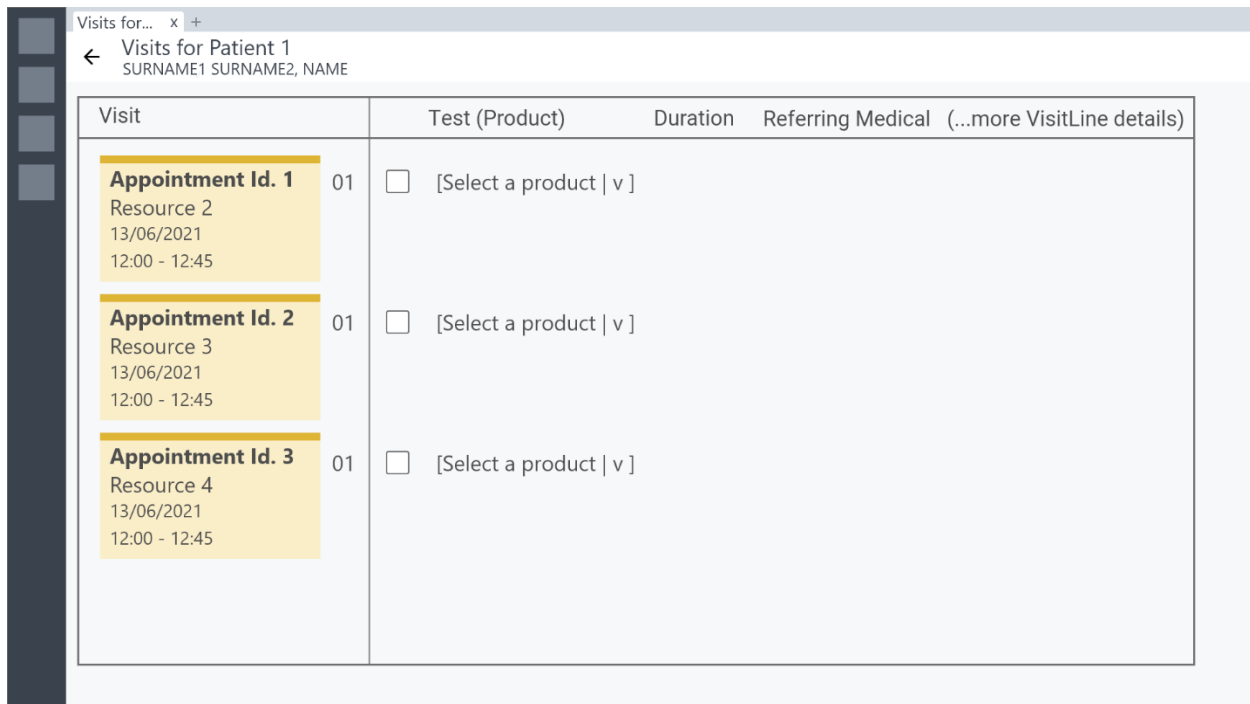 Visits for... x +
Visits for Patient 1
SURNAME1 SURNAME2, NAME
Visit Test (Product) Duration Referring Medical (...more VisitLine details)
Appointment Id. 1 01 [Select a product | v ]
Resource 2
13/06/2021
12:00 - 12:45
Appointment Id. 2 01 [Select a product | v ]
Resource 3
13/06/2021
12:00 - 12:45
Appointment Id. 3 01 [Select a product | v ]
Resource 4
13/06/2021
12:00 - 12:45